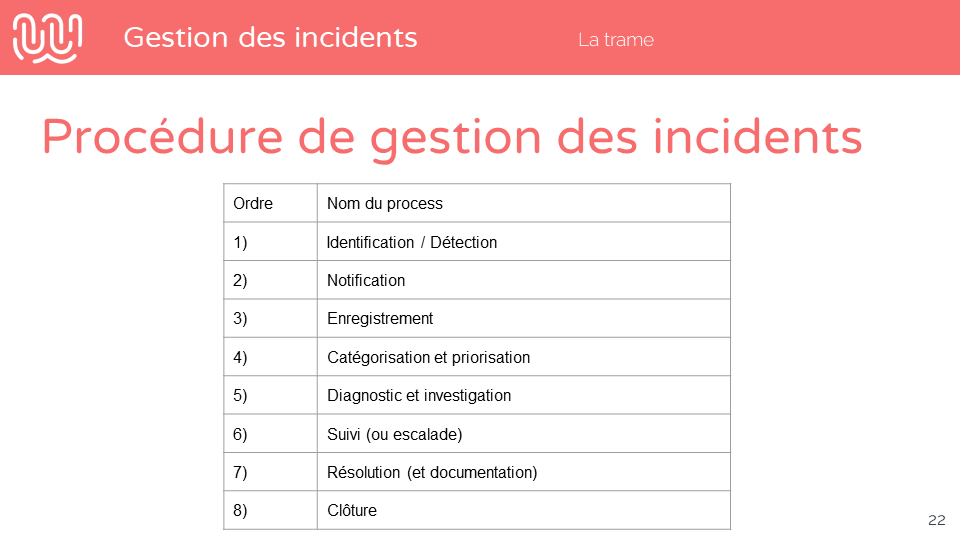 Gestion des incidents
La trame
Procédure de gestion des incidents
Ordre Nom du process
1) Identification / Détection
2) Notification
3) Enregistrement
4) Catégorisation et priorisation
5) Diagnostic et investigation
6) Suivi (ou escalade)
7) Résolution (et documentation)
8) Clôture
22